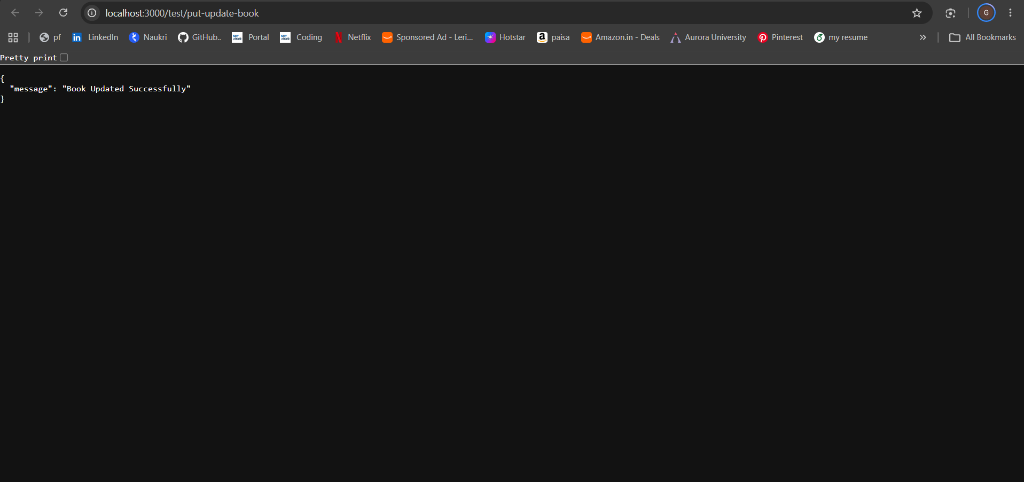 localhost:3000/test/put-update-book
G
pf LinkedIn Naukri GitHub.. Portal Coding Netflix Sponsored Ad - Leri... Hotstar paisa Amazon.in - Deals Aurora University Pinterest my resume » All Bookmarks
Pretty print
{
"message": "Book Updated Successfully"
}